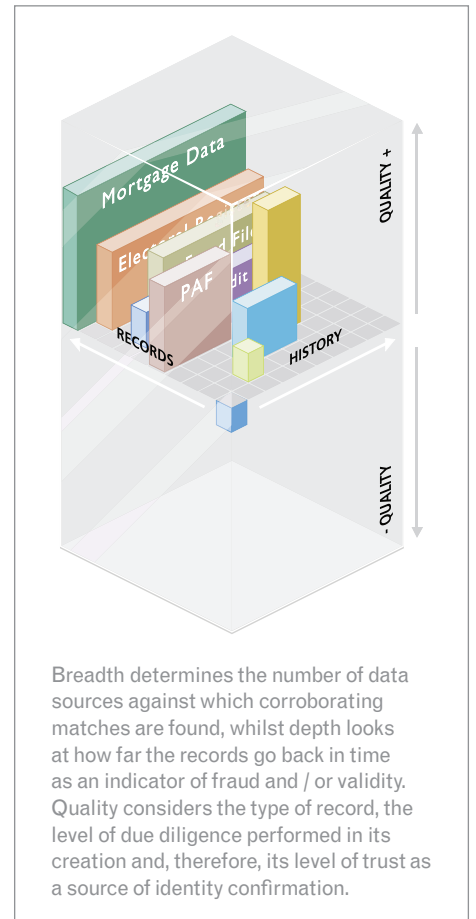 Mortgage Data
QUALITY +
PAF
RECORDS
HISTORY
- QUALITY
Breadth determines the number of data
sources against which corroborating
matches are found, whilst depth looks
at how far the records go back in time
as an indicator of fraud and / or validity.
Quality considers the type of record, the
level of due diligence performed in its
creation and, therefore, its level of trust as
a source of identity confirmation.